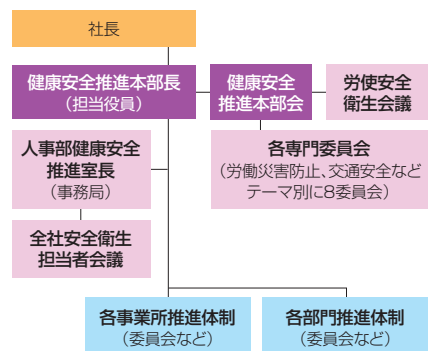 社長
健康安全推進本部長
(担当役員)
健康安全
推進本部会
労使安全
衛生会議
人事部健康安全
推進室長
(事務局)
各専門委員会
(労働災害防止、交通安全など
テーマ別に8委員会)
全社安全衛生
担当者会議
各事業所推進体制
(委員会など)
各部門推進体制
(委員会など)